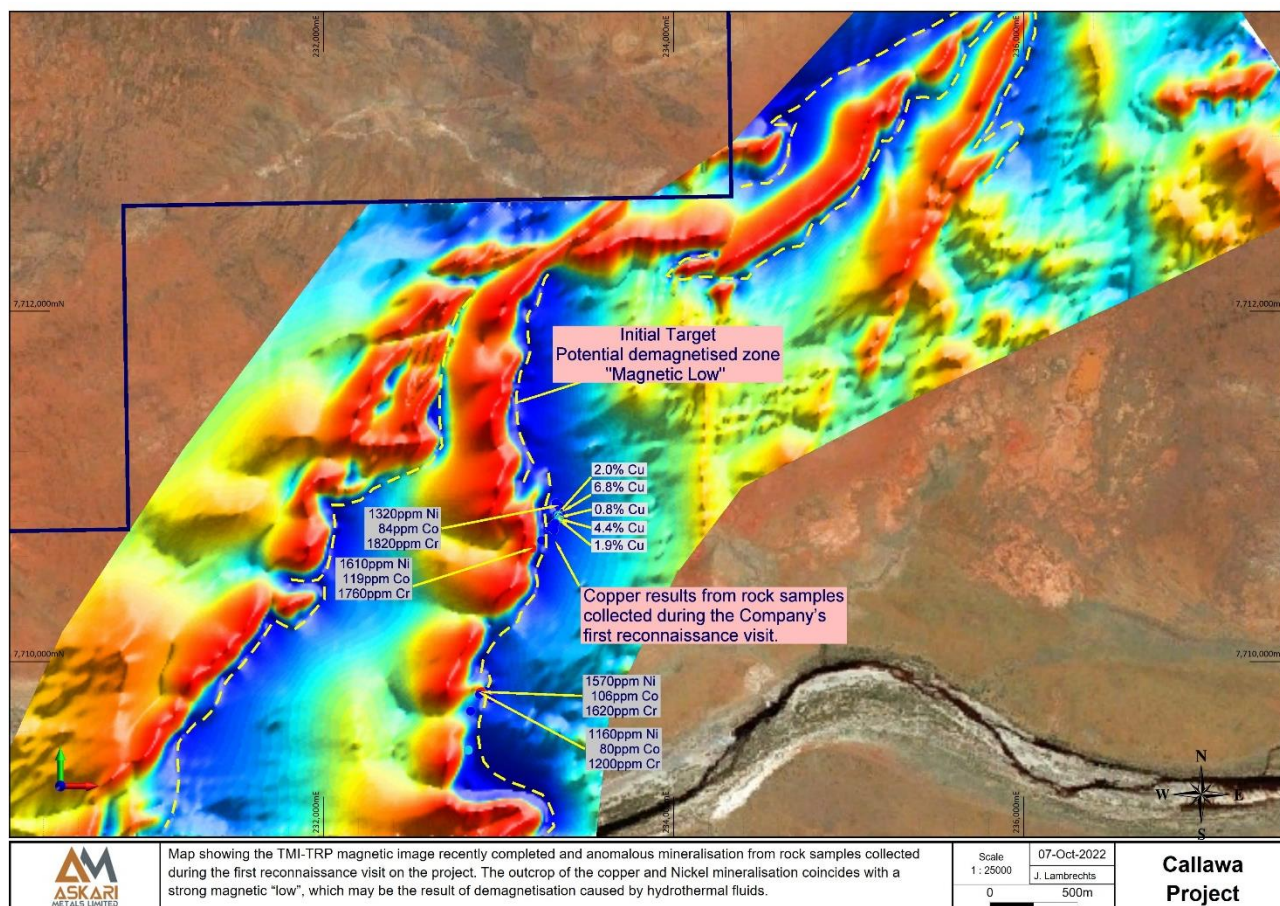 232,000mE
234,000mE
236,000mE
7,712,000mN
7,712,000mN
Initial Target
Potential demagnetised zone
"Magnetic Low"
2.0% Cu
6.8% Cu
0.8% Cu
4.4% Cu
1.9% Cu
1320ppm Ni
84ppm Co
1820ppm Cr
1610ppm Ni
119ppm Co
1760ppm Cr
Copper results from rock samples
collected during the Company's
first reconnaissance visit.
7,710,000mN
7,710,000mN
1570ppm Ni
106ppm Co
1620ppm Cr
1160ppm Ni
80ppm Co
1200ppm Cr
N
W
E
S
232,000mE
234,000mE
236,000mE
AM
ASKARI
METALS LIMITED
Map showing the TMI-TRP magnetic image recently completed and anomalous mineralisation from rock samples collected
during the first reconnaissance visit on the project. The outcrop of the copper and Nickel mineralisation coincides with a
strong magnetic "low", which may be the result of demagnetisation caused by hydrothermal fluids.
Scale
1 : 25000
07-Oct-2022
J. Lambrechts
0
500m
Callawa
Project